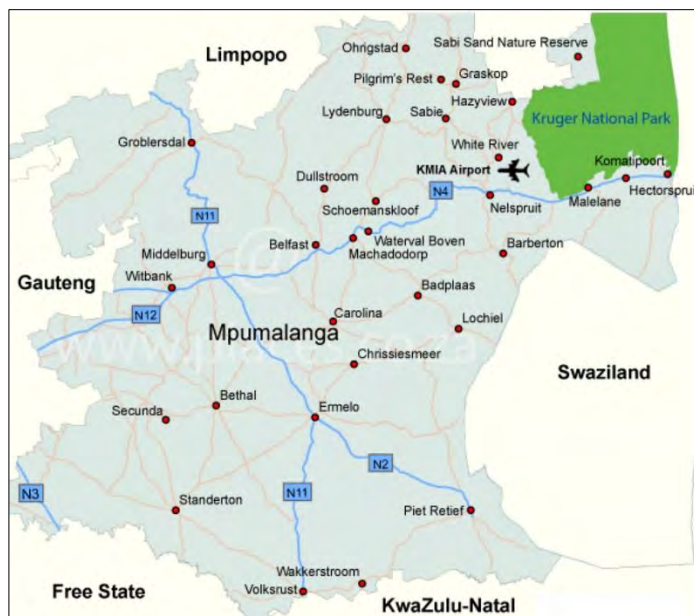 Limpopo
Ohrigstad
Sabi Sand Nature Reserve
Pilgrim's Rest
Graskop
Hazyview
Lydenburg
Sabie
Kruger National Park
Groblersdal
White River
KMIA Airport
Komatipoort
Dullstroom
N4
Hectorspruit
Schoemanskloof
Nelspruit
Malelane
N11
Belfast
Waterval Boven
Machadodorp
Barberton
Middelburg
Gauteng
Witbank
Badplaas
N12
Carolina
Lochiel
Mpumalanga
Chrissiesmeer
Swaziland
Bethal
Secunda
Ermelo
N3
N2
N11
Standerton
Piet Retief
Wakkerstroom
Free State
Volksrust
KwaZulu-Natal